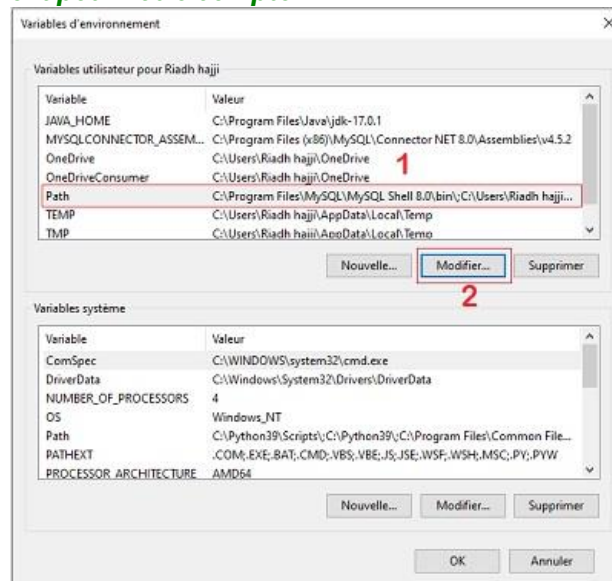 Variables d'environnement
Variables utilisateur pour Riadh hajji
Variable Valeur
JAVA_HOME C:\Program Files\Java\jdk-17.0.1
MYSQLCONNECTOR_ASSEM... C:\Program Files (x86)\MySQL\Connector NET 8.0\Assemblies\v4.5.2
OneDrive C:\Users\Riadh hajji\OneDrive
1
OneDriveConsumer C:\Users\Riadh hajji\OneDrive
Path C:\Program Files\MySQL\MySQL Shell 8.0\bin\;C:\Users\Riadh hajji...
TEMP C:\Users\Riadh hajji\AppData\Local\Temp
TMP C:\Users\Riadh hajji\AppData\Local\Temp
Nouvelle... Modifier... Supprimer
2
Variables système
Variable Valeur
ComSpec C:\WINDOWS\system32\cmd.exe
DriverData C:\Windows\System32\Drivers\DriverData
NUMBER_OF_PROCESSORS 4
OS Windows_NT
Path C:\Python39\Scripts\;C:\Python39\;C:\Program Files\Common File...
PATHEXT .COM;.EXE;.BAT;.CMD;.VBS;.VBE;.JS;.JSE;.WSF;.WSH;.MSC;.PY;.PYW
PROCESSOR_ARCHITECTURE AMD64
Nouvelle... Modifier... Supprimer
OK Annuler